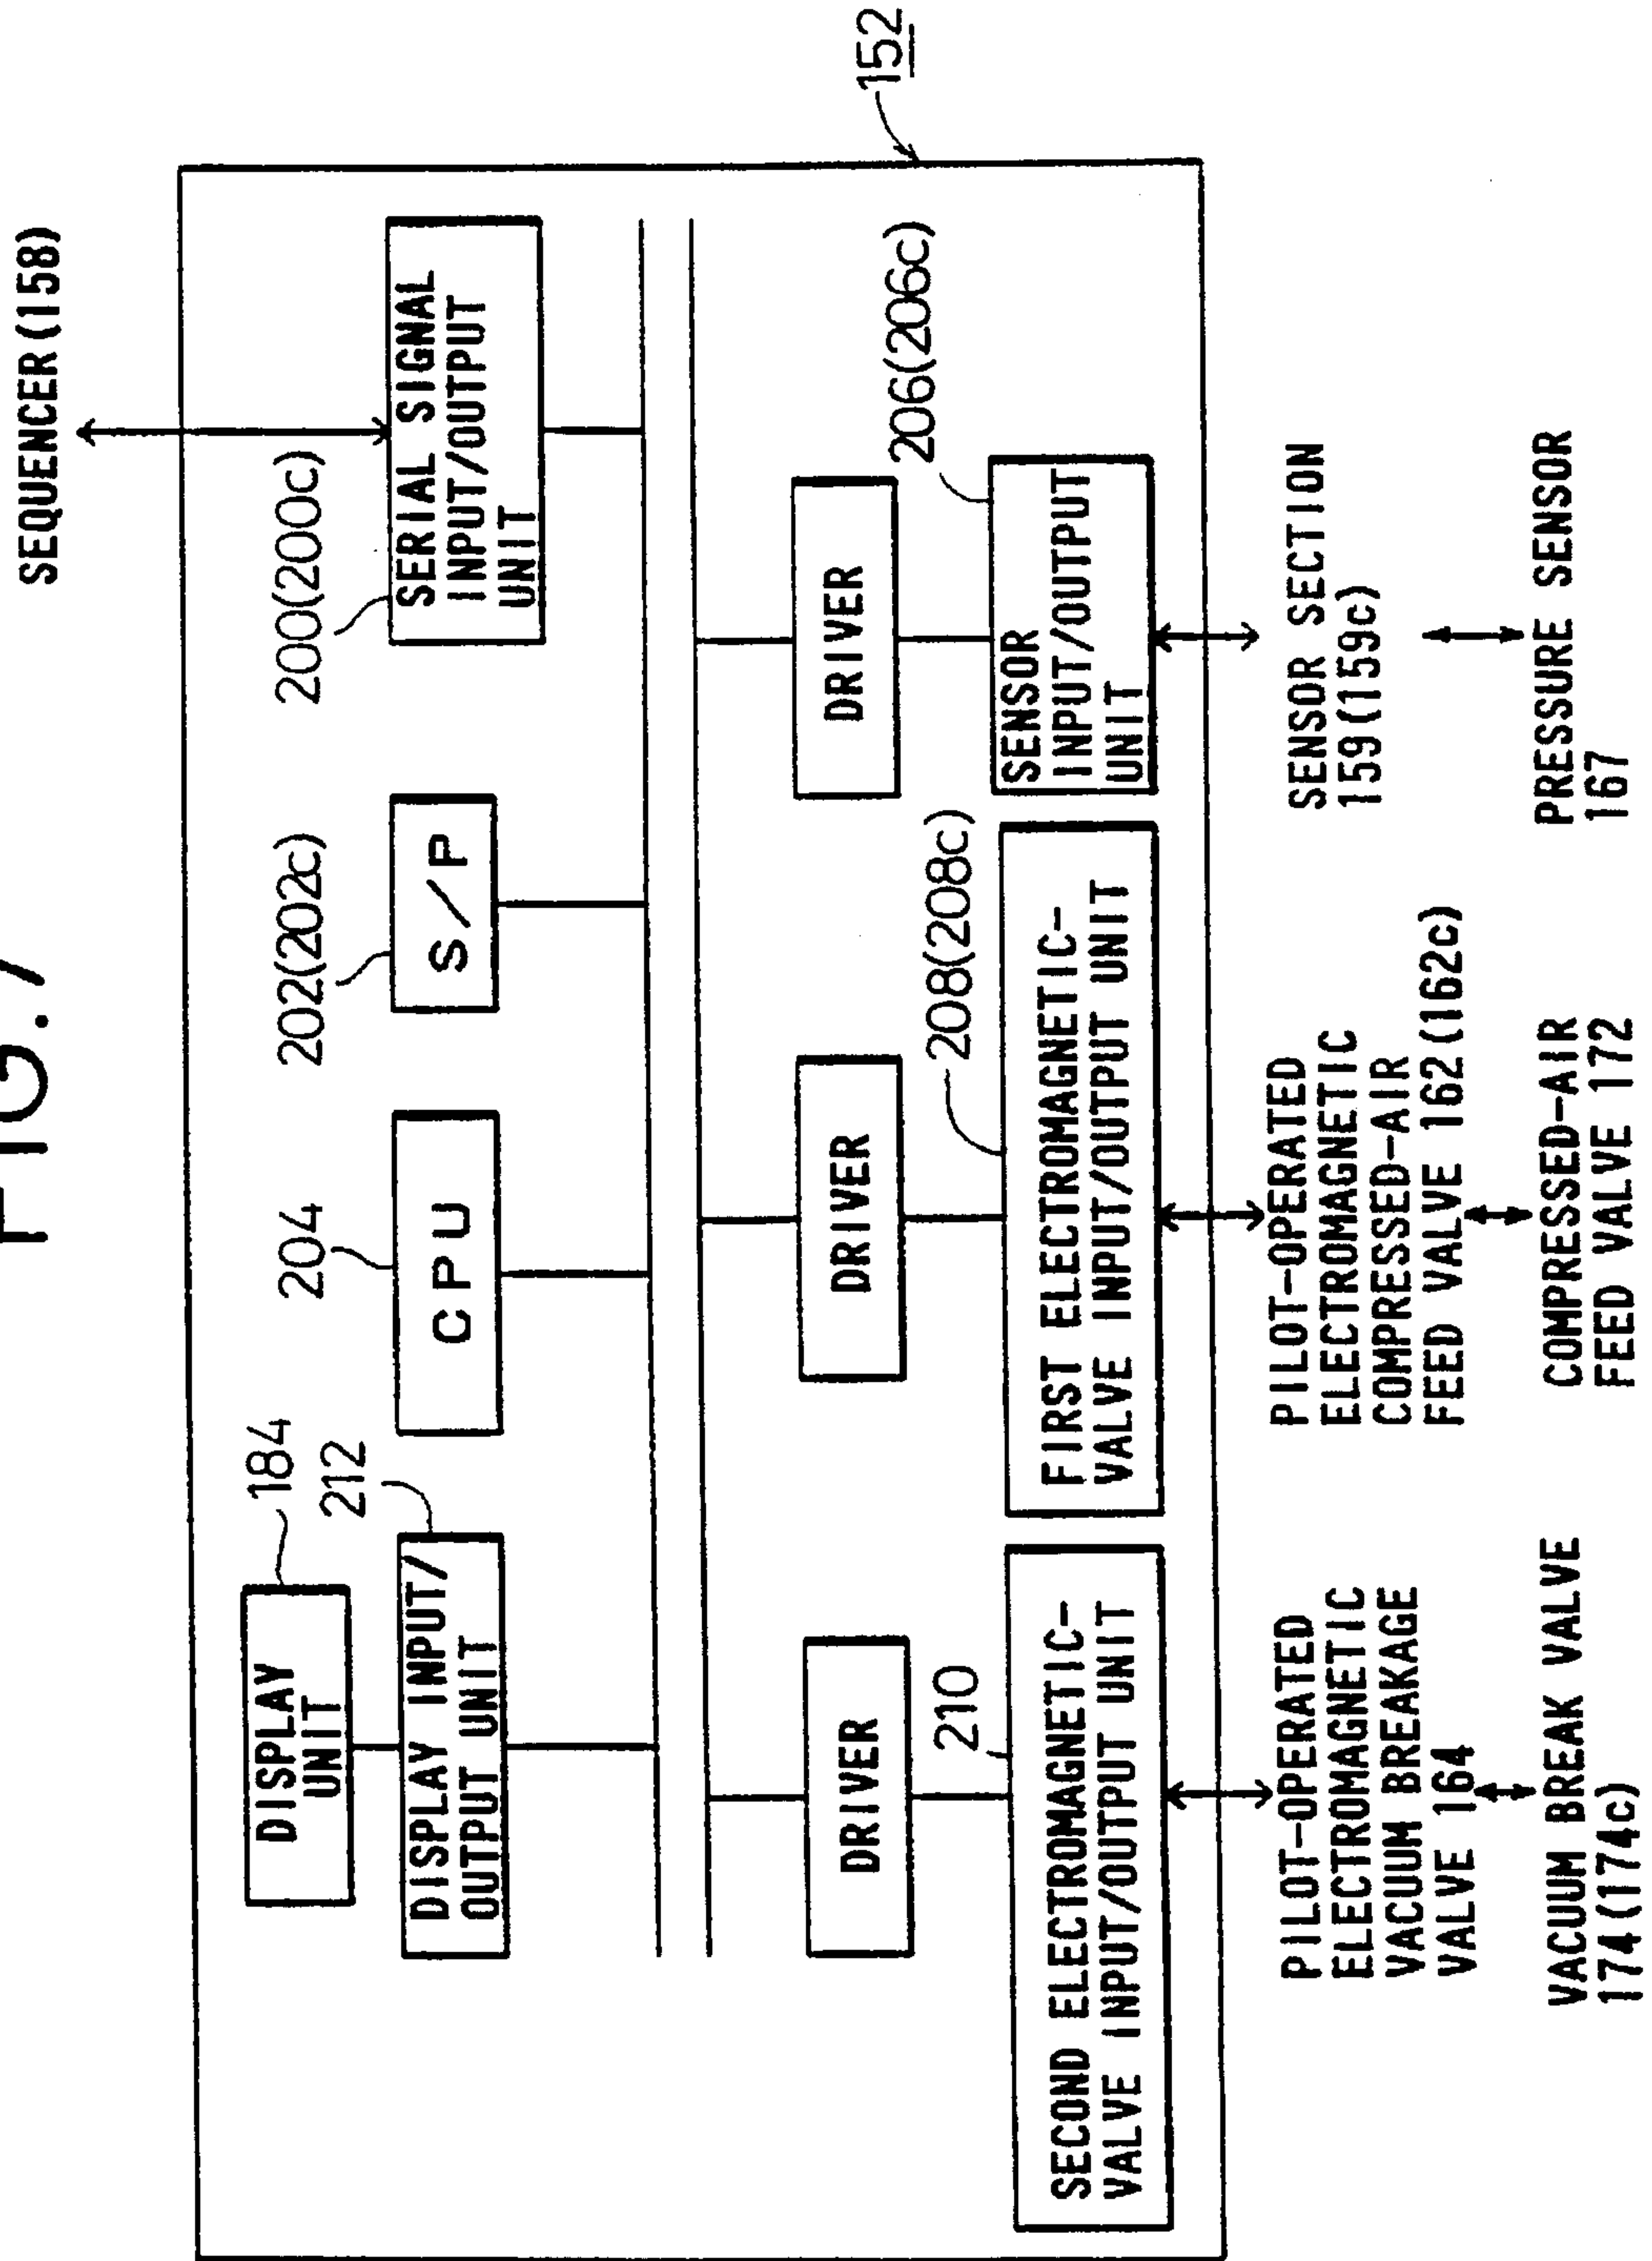 FIG.7
SEQUENCER(158)
152
DISPLAY
UNIT
184
212
DISPLAY INPUT/
OUTPUT UNIT
204
CPU
202(202c)
S/P
200(200c)
SERIAL SIGNAL
INPUT/OUTPUT
UNIT
DRIVER
DRIVER
DRIVER
210
SECOND ELECTROMAGNETIC-
VALVE INPUT/OUTPUT UNIT
208(208c)
FIRST ELECTROMAGNETIC-
VALVE INPUT/OUTPUT UNIT
206(206c)
SENSOR
INPUT/OUTPUT
UNIT
PILOT-OPERATED
ELECTROMAGNETIC
VACUUM BREAKAGE
VALVE 164
VACUUM BREAK VALVE
174(174c)
PILOT-OPERATED
ELECTROMAGNETIC
COMPRESSED-AIR
FEED VALVE 162(162c)
COMPRESSED-AIR
FEED VALVE 172
SENSOR SECTION
159(159c)
PRESSURE SENSOR
167